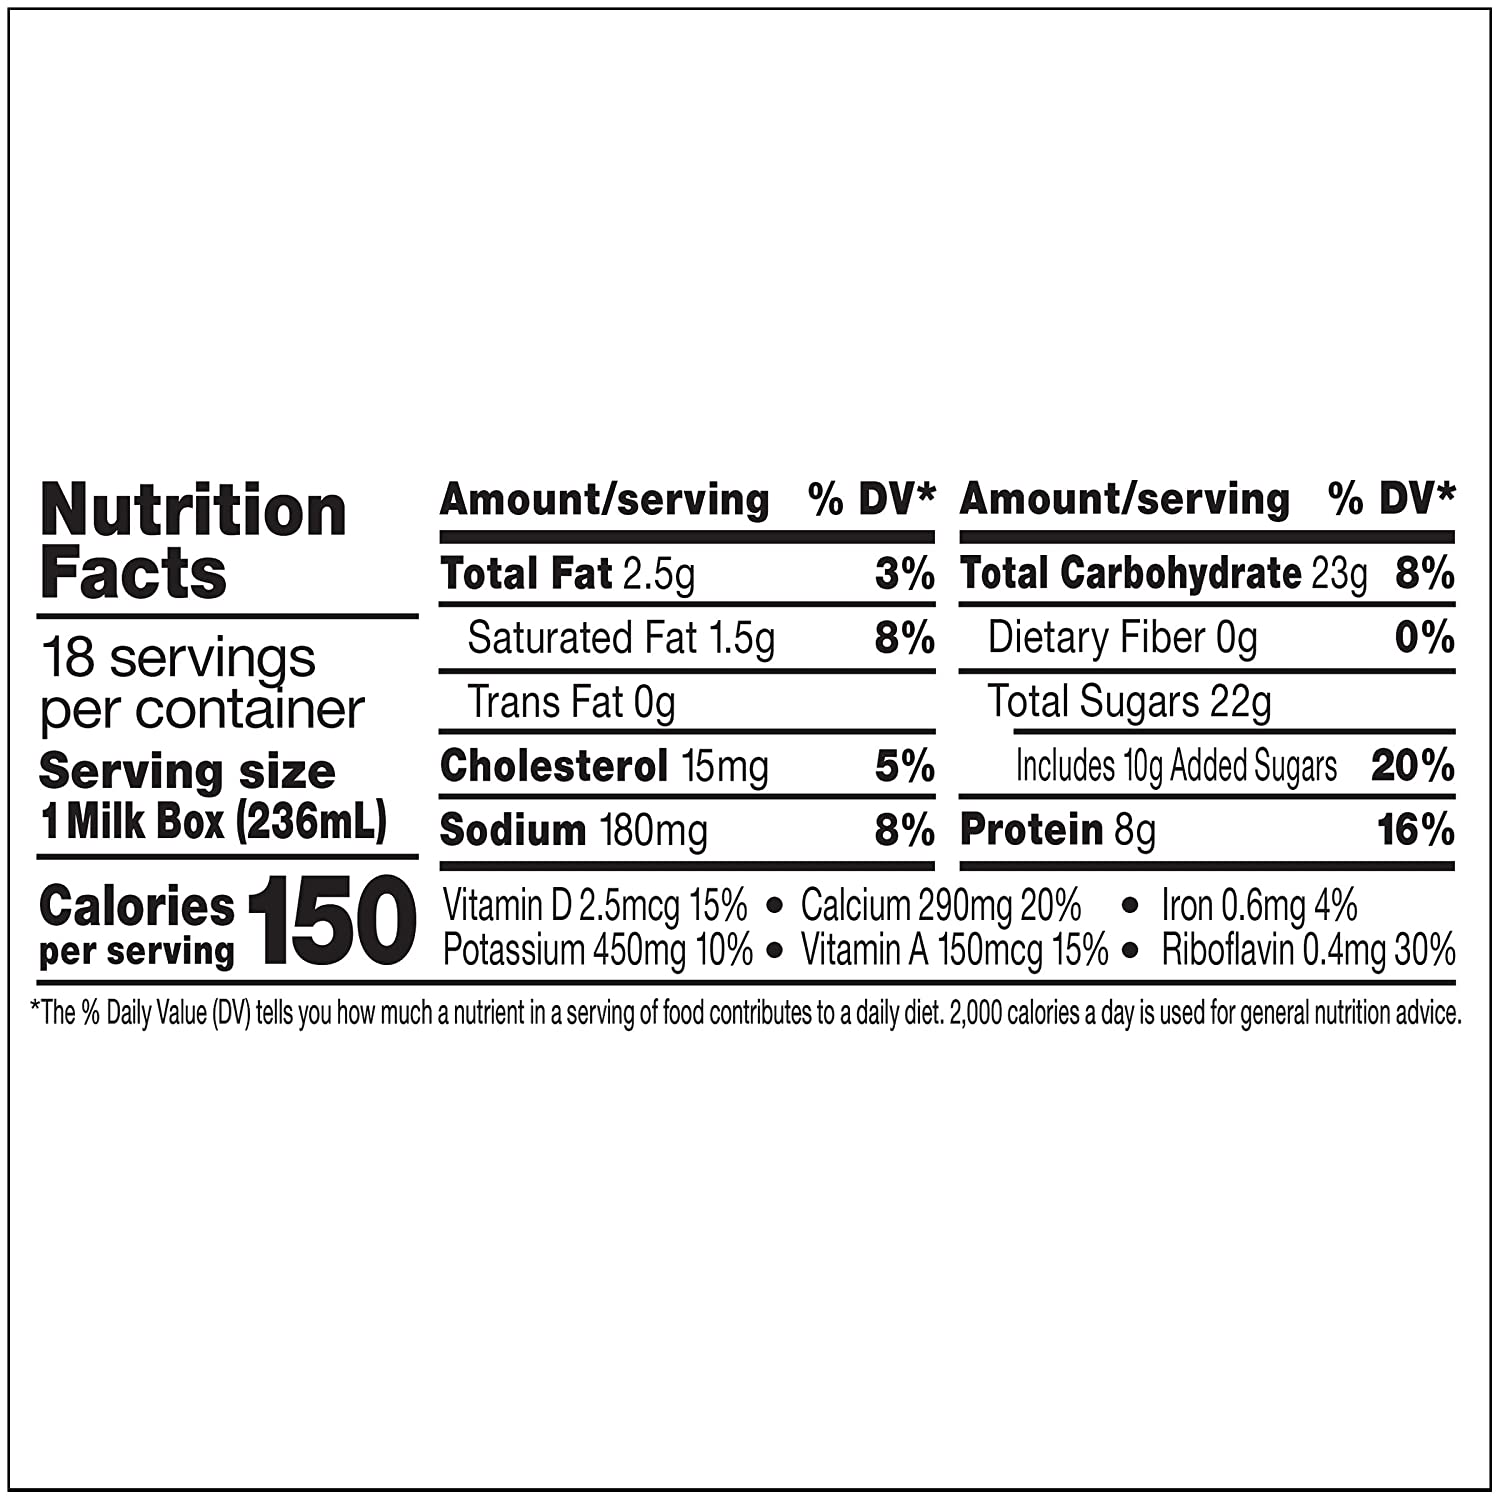 Nutrition
Facts
18 servings
per container
Serving size
1 Milk Box (236mL)
Calories
per serving
150
Amount/serving % DV*
Total Fat 2.5g 3%
Saturated Fat 1.5g 8%
Trans Fat 0g
Cholesterol 15mg 5%
Sodium 180mg 8%
Amount/serving % DV*
Total Carbohydrate 23g 8%
Dietary Fiber 0g 0%
Total Sugars 22g
Includes 10g Added Sugars 20%
Protein 8g 16%
Vitamin D 2.5mcg 15% • Calcium 290mg 20% • Iron 0.6mg 4%
Potassium 450mg 10% • Vitamin A 150mcg 15% • Riboflavin 0.4mg 30%
*The % Daily Value (DV) tells you how much a nutrient in a serving of food contributes to a daily diet. 2,000 calories a day is used for general nutrition advice.